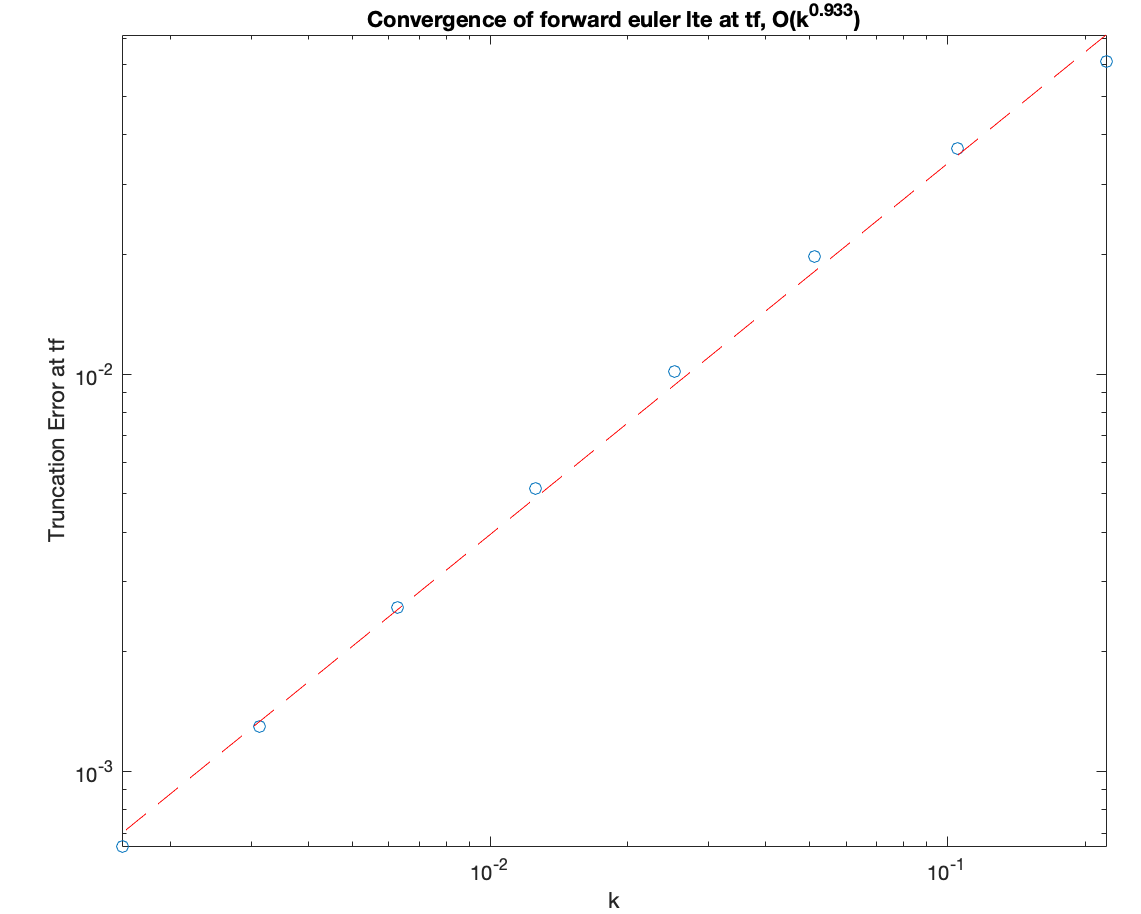 Convergence of forward euler lte at tf, O(k^0.933)
Truncation Error at tf
10^-2
10^-3
10^-2
10^-1
k